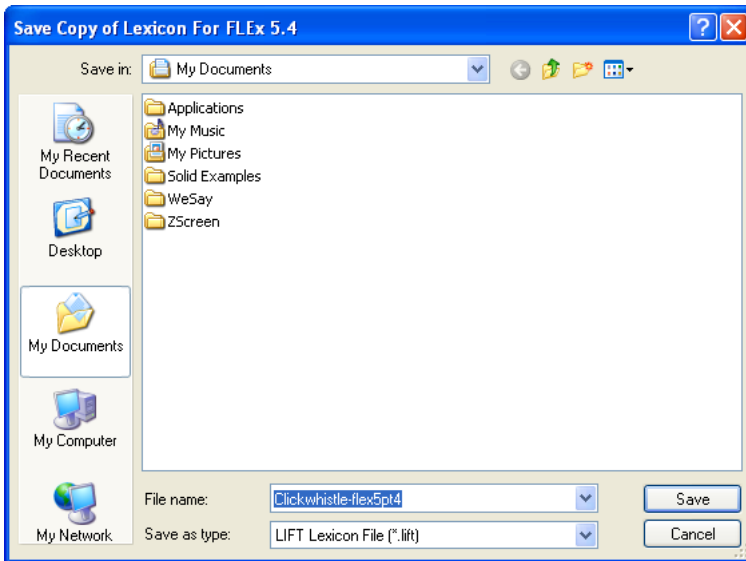 Save Copy of Lexicon For FLEx 5.4
Save in:
My Documents
Applications
My Music
My Pictures
Solid Examples
WeSay
ZScreen
My Recent
Documents
Desktop
My Documents
My Computer
My Network
File name:
Clickwhistle-flex5pt4
Save
Save as type:
LIFT Lexicon File (*.lift)
Cancel